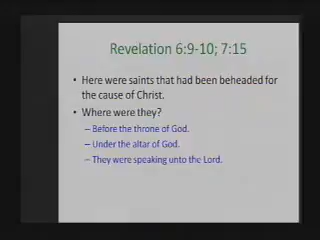 Revelation 6:9-10; 7:15
• Here were saints that had been beheaded for
the cause of Christ.
• Where were they?
– Before the throne of God.
– Under the altar of God.
– They were speaking unto the Lord.